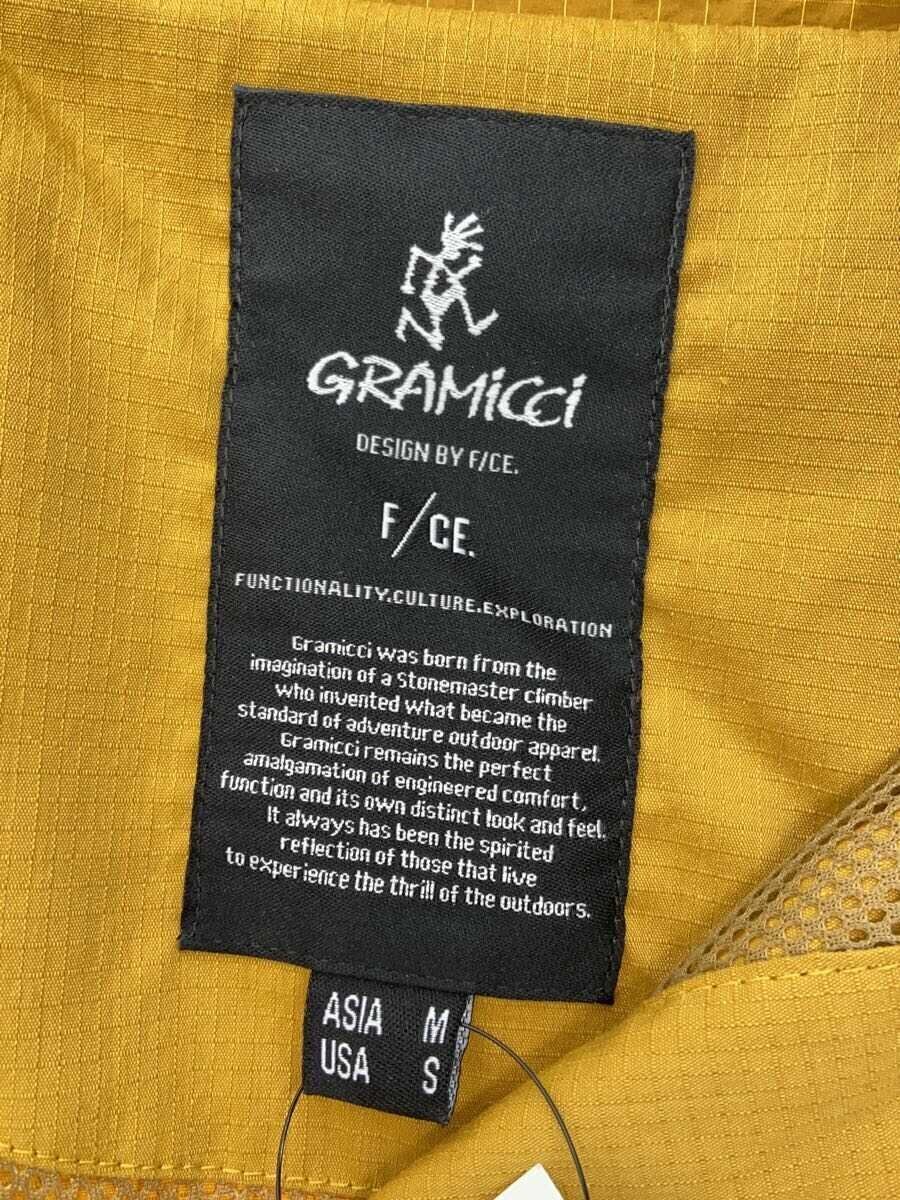 GRAMiCCi
DESIGN BY F/CE.
F/CE.
FUNCTIONALITY.CULTURE.EXPLORATION
Gramicci was born from the
imagination of a Stonemaster climber
who invented what became the
standard of adventure outdoor apparel.
Gramicci remains the perfect
amalgamation of engineered comfort,
function and its own distinct look and feel.
It always has been the spirited
reflection of those that live
to experience the thrill of the outdoors.
ASIA M
USA S